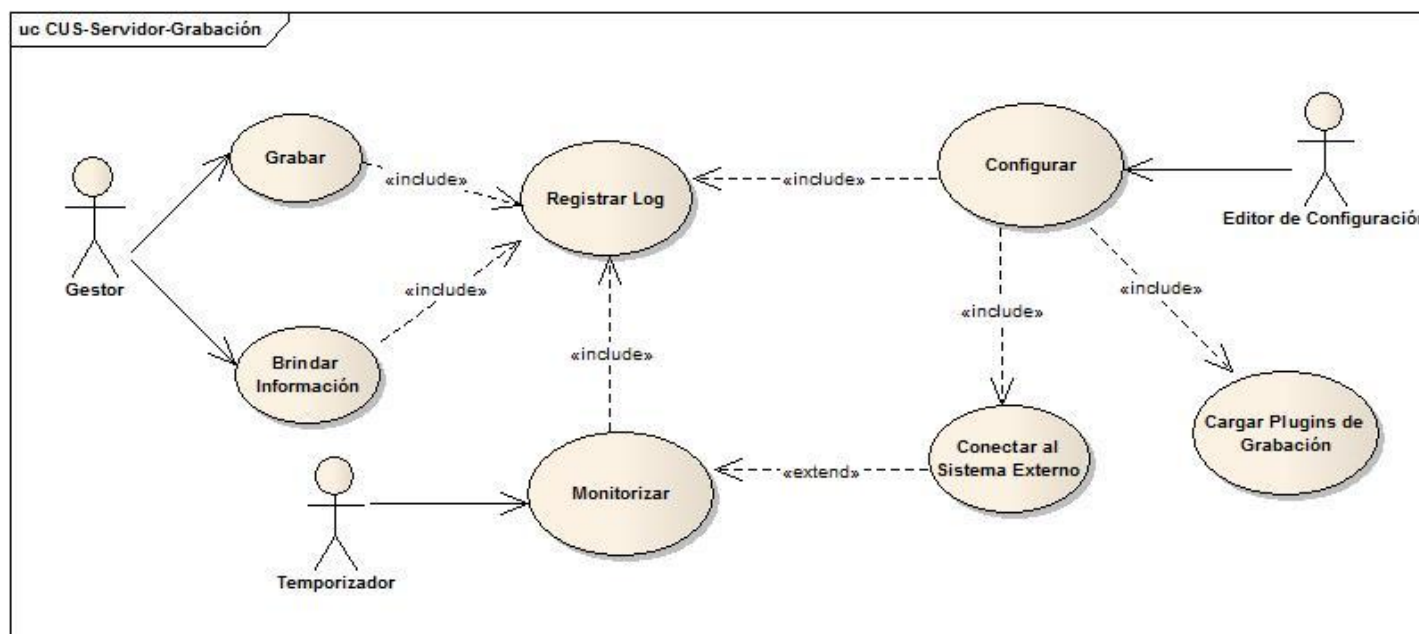 uc CUS-Servidor-Grabación
Grabar
«include»
Registrar Log
«include»
Configurar
Editor de Configuración
Gestor
«include»
«include»
«include»
«include»
Brindar
Información
Cargar Plugins de
Grabación
Conectar al
Sistema Externo
«extend»
Monitorizar
Temporizador